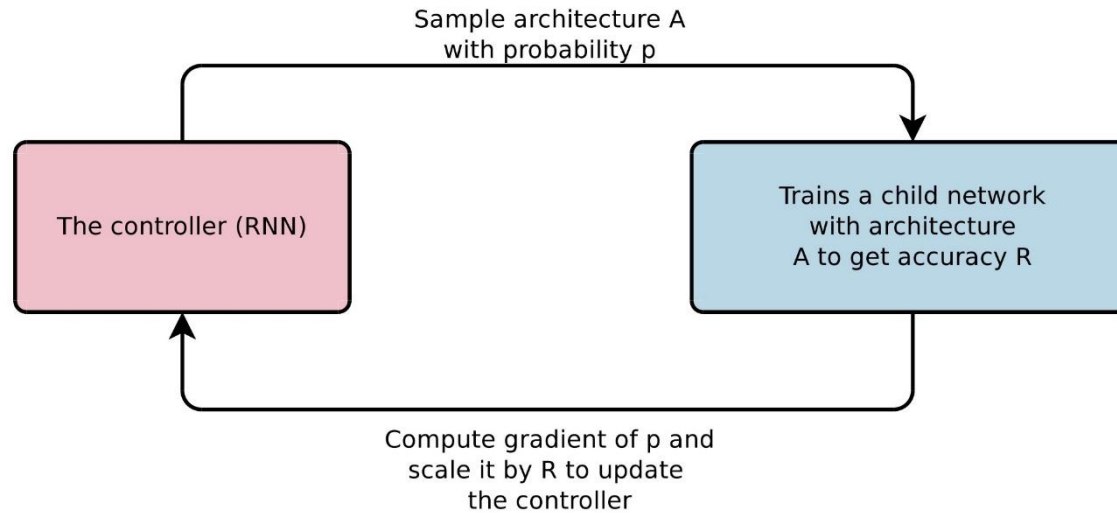 Sample architecture A
with probability p
The controller (RNN)
Trains a child network
with architecture
A to get accuracy R
Compute gradient of p and
scale it by R to update
the controller